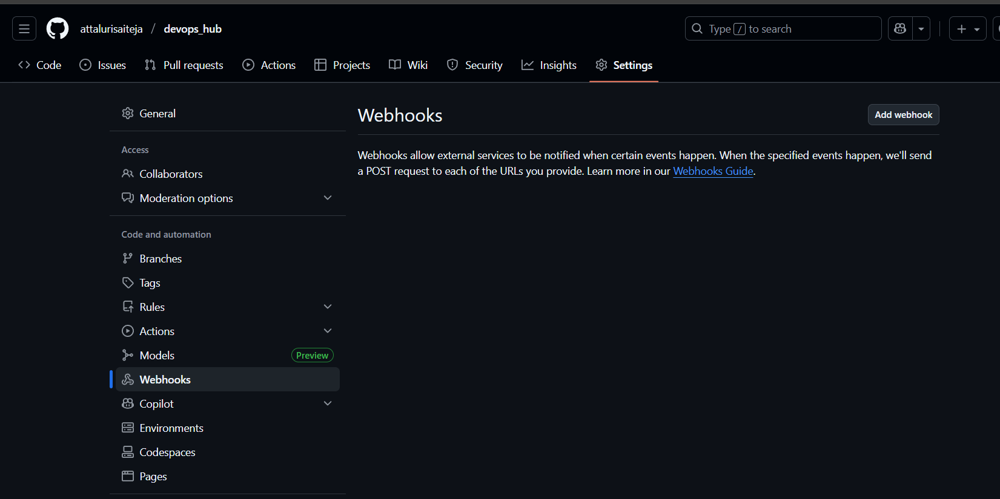 attalurisaiteja / devops_hub
Type / to search
Code Issues Pull requests Actions Projects Wiki Security Insights Settings
General
Access
Collaborators
Moderation options
Code and automation
Branches
Tags
Rules
Actions
Models Preview
Webhooks
Copilot
Environments
Codespaces
Pages
Webhooks
Add webhook
Webhooks allow external services to be notified when certain events happen. When the specified events happen, we'll send
a POST request to each of the URLs you provide. Learn more in our Webhooks Guide.